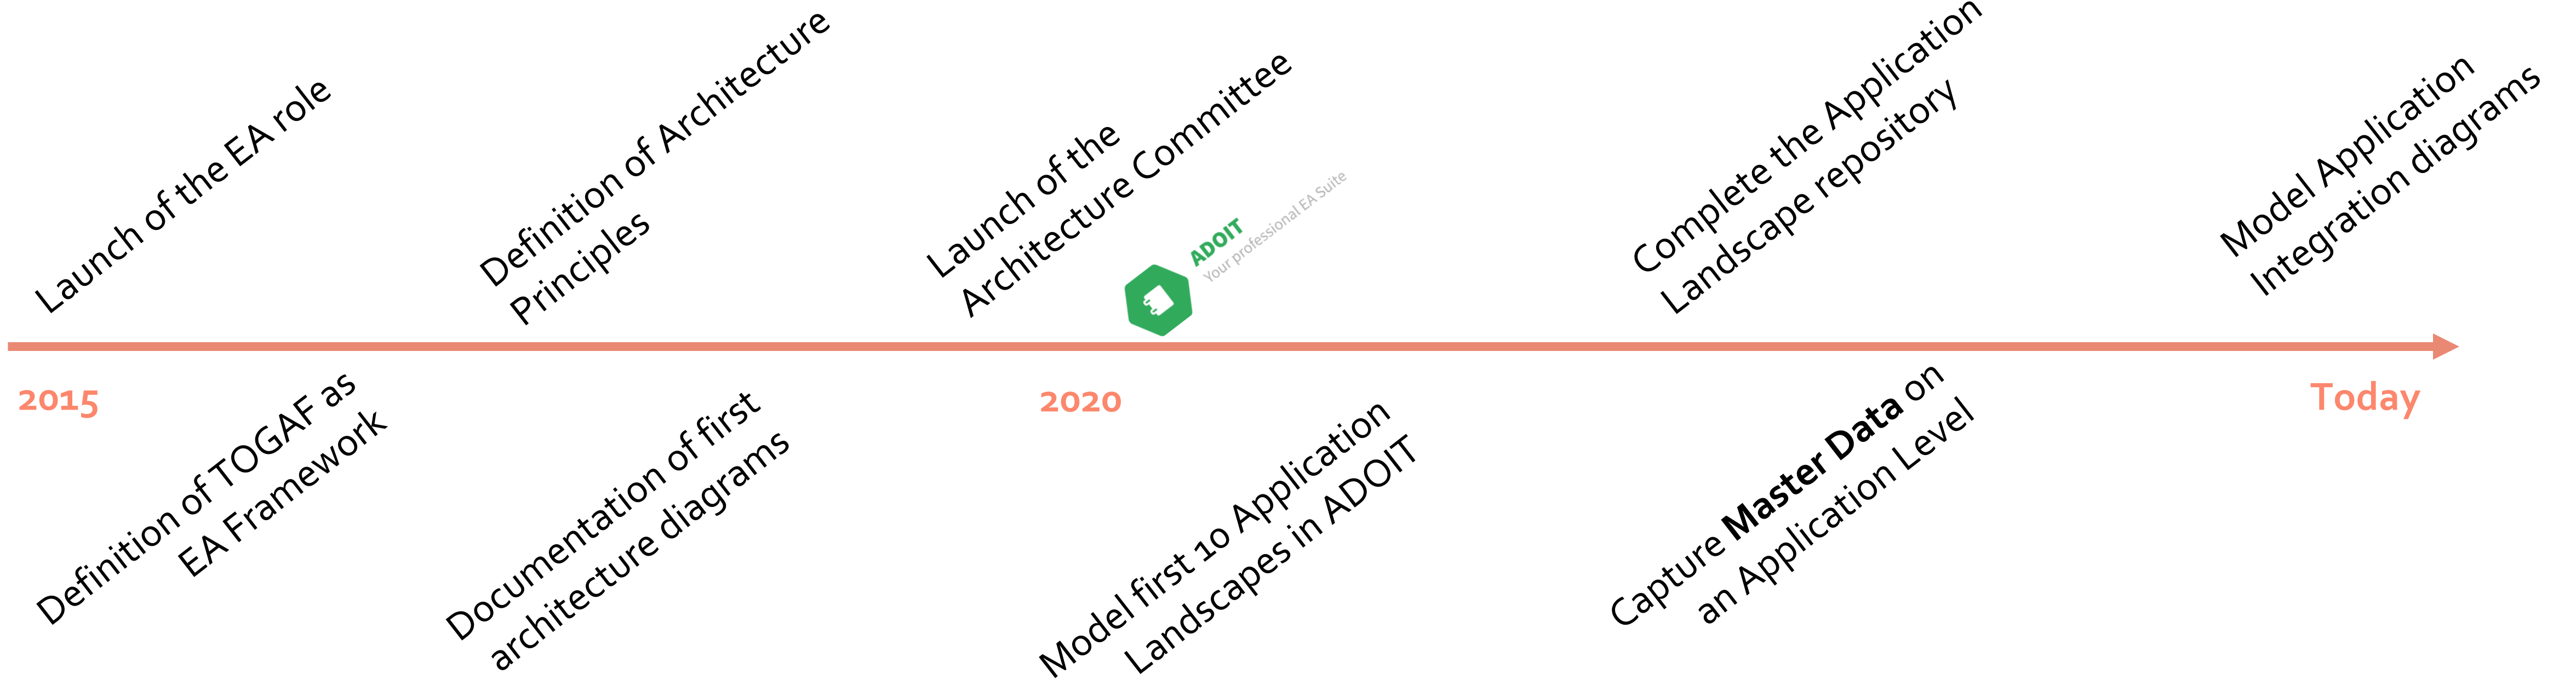 Launch of the EA role
Definition of Architecture
Principles
Launch of the
Architecture Committee
ADOIT
Your professional EA Suite
Complete the Application
Landscape repository
Model Application
Integration diagrams
2015
2020
Today
Definition of TOGAF as
EA Framework
Documentation of first
architecture diagrams
Model first 10 Application
Landscapes in ADOIT
Capture Master Data on
an Application Level